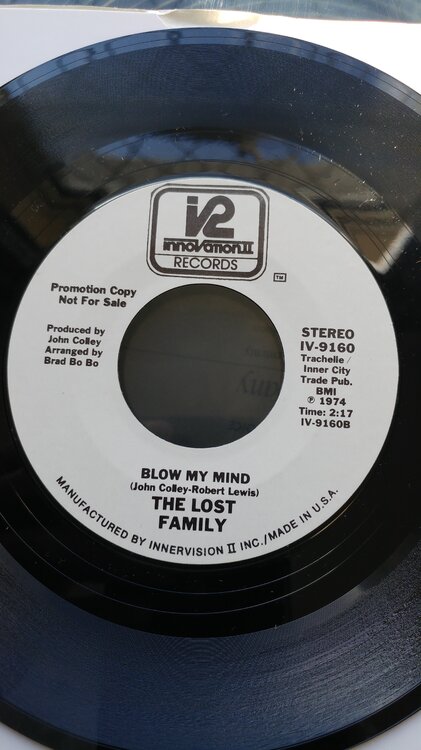 i2
innovation II
RECORDS
TM
Promotion Copy
Not For Sale
Produced by
John Colley
Arranged by
Brad Bo Bo
STEREO
IV-9160
Trachelle /
Inner City
Trade Pub.
BMI
℗ 1974
Time: 2:17
IV-9160B
BLOW MY MIND
(John Colley-Robert Lewis)
THE LOST
FAMILY
MANUFACTURED BY INNERVISION II INC./MADE IN U.S.A.